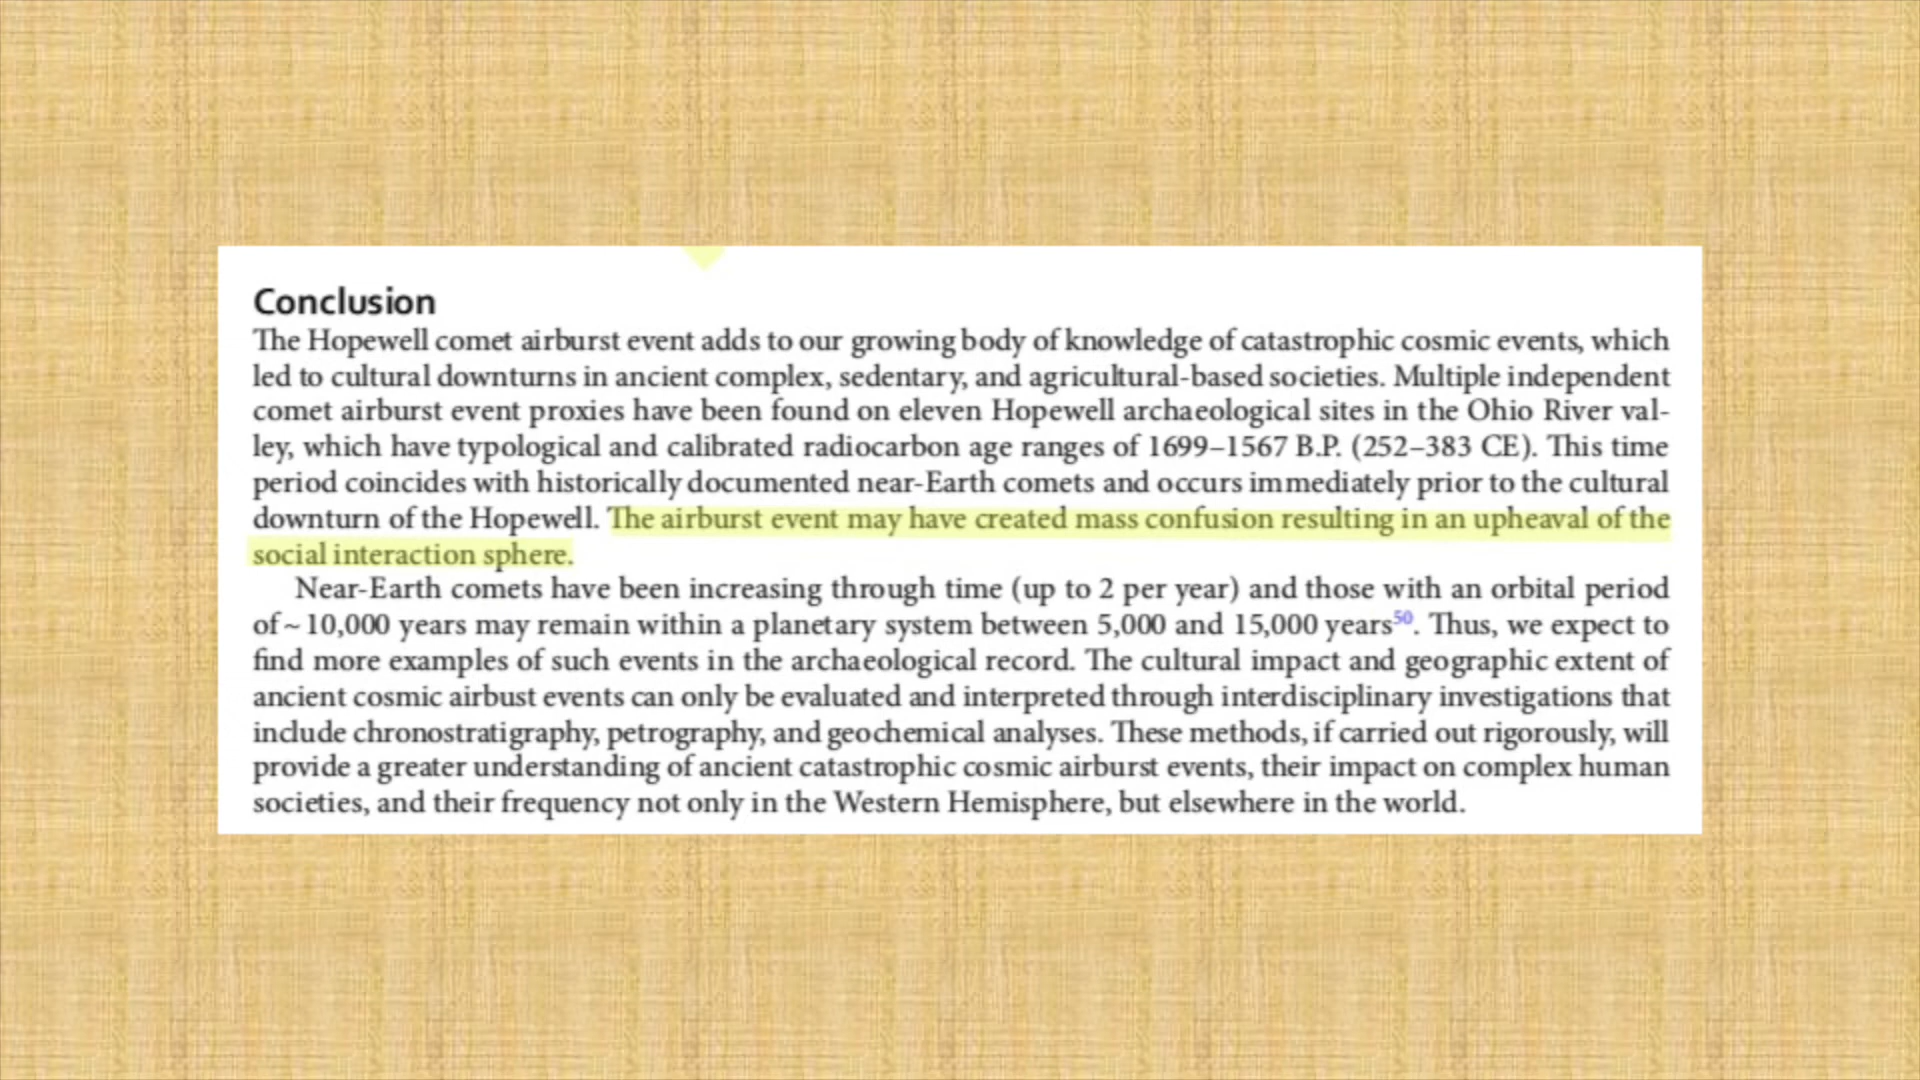 Conclusion
The Hopewell comet airburst event adds to our growing body of knowledge of catastrophic cosmic events, which
led to cultural downturns in ancient complex, sedentary, and agricultural-based societies. Multiple independent
comet airburst event proxies have been found on eleven Hopewell archaeological sites in the Ohio River val-
ley, which have typological and calibrated radiocarbon age ranges of 1699–1567 B.P. (252–383 CE). This time
period coincides with historically documented near-Earth comets and occurs immediately prior to the cultural
downturn of the Hopewell. The airburst event may have created mass confusion resulting in an upheaval of the
social interaction sphere.
Near-Earth comets have been increasing through time (up to 2 per year) and those with an orbital period
of ~ 10,000 years may remain within a planetary system between 5,000 and 15,000 years50. Thus, we expect to
find more examples of such events in the archaeological record. The cultural impact and geographic extent of
ancient cosmic airbust events can only be evaluated and interpreted through interdisciplinary investigations that
include chronostratigraphy, petrography, and geochemical analyses. These methods, if carried out rigorously, will
provide a greater understanding of ancient catastrophic cosmic airburst events, their impact on complex human
societies, and their frequency not only in the Western Hemisphere, but elsewhere in the world.